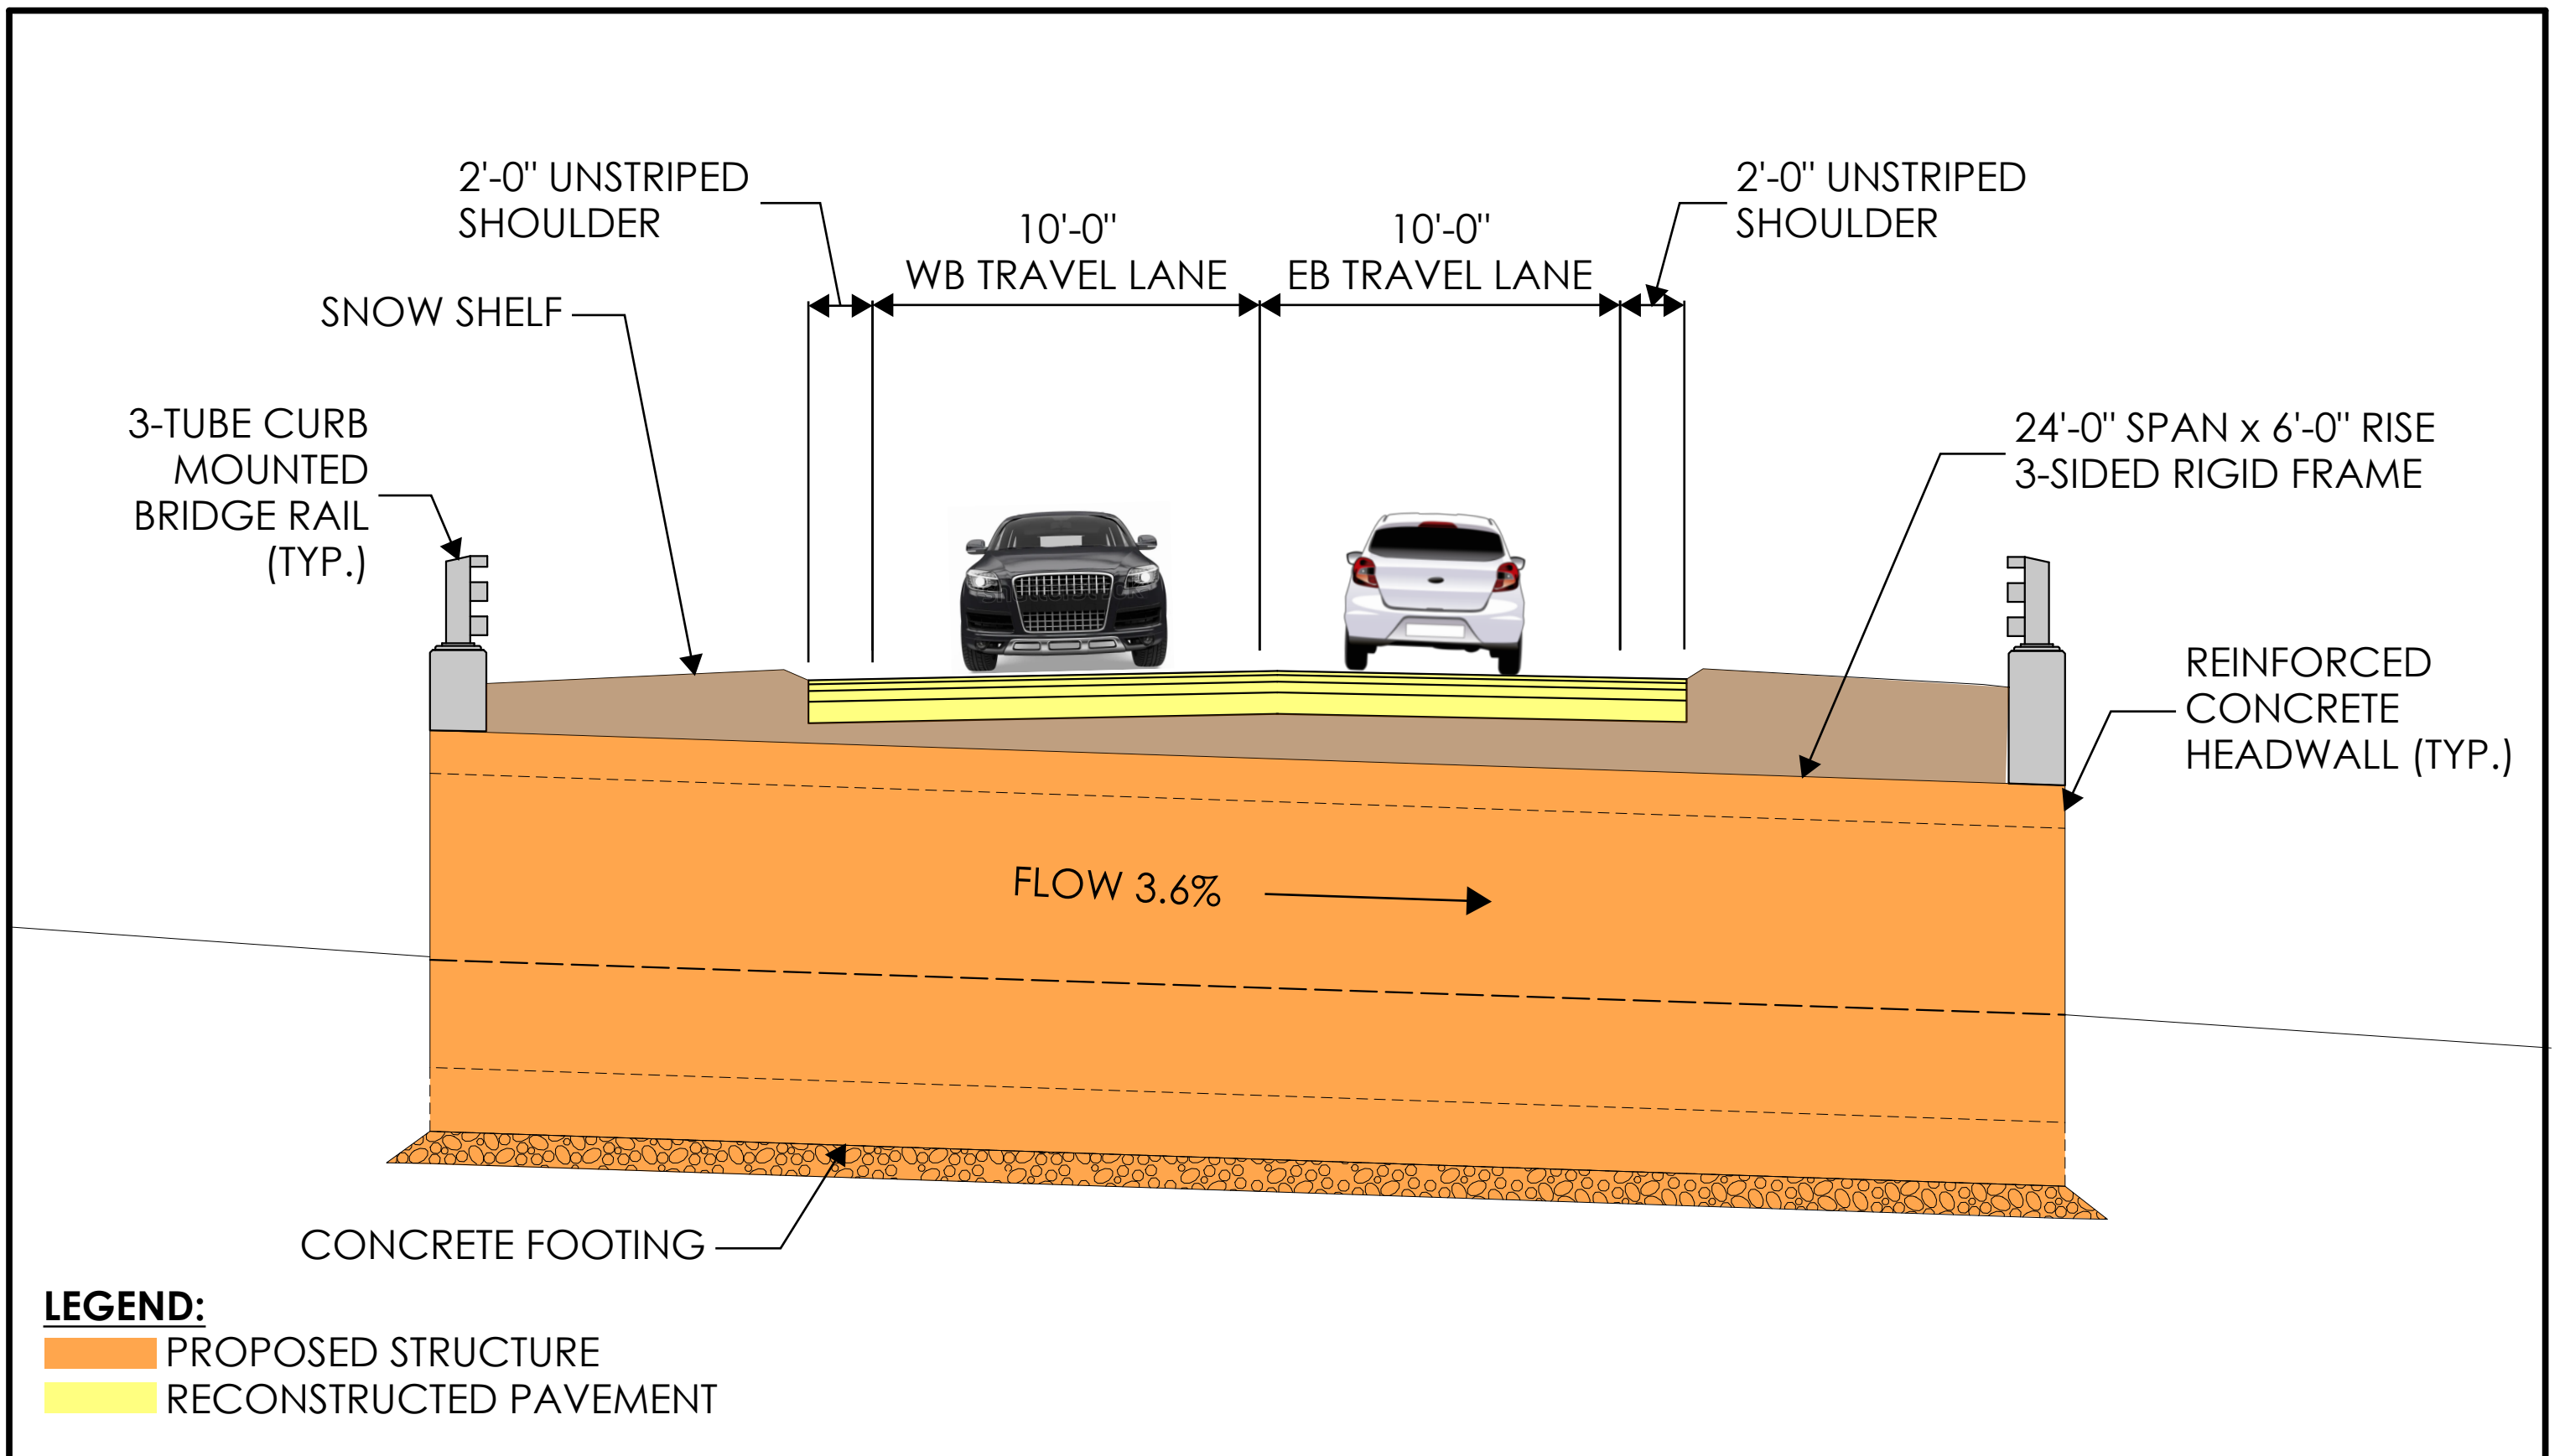 2'-0" UNSTRIPED
SHOULDER
10'-0"
WB TRAVEL LANE
10'-0"
EB TRAVEL LANE
2'-0" UNSTRIPED
SHOULDER
SNOW SHELF
3-TUBE CURB
MOUNTED
BRIDGE RAIL
(TYP.)
24'-0" SPAN x 6'-0" RISE
3-SIDED RIGID FRAME
REINFORCED
CONCRETE
HEADWALL (TYP.)
FLOW 3.6%
CONCRETE FOOTING
LEGEND:
PROPOSED STRUCTURE
RECONSTRUCTED PAVEMENT